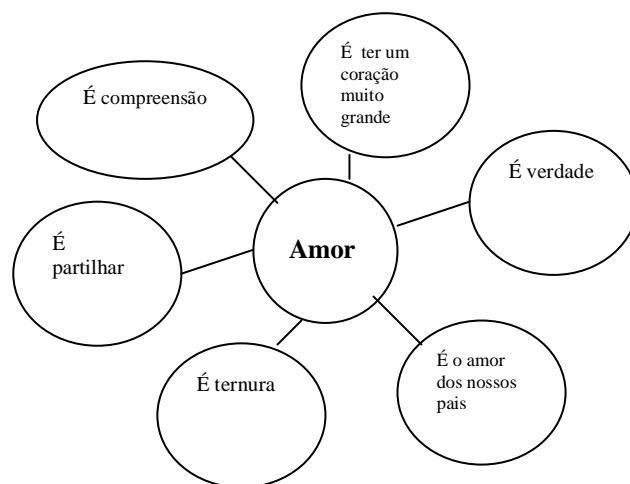 É ter um
coração
muito
grande
É compreensão
É verdade
É
partilhar
Amor
É o amor
dos nossos
pais
É ternura